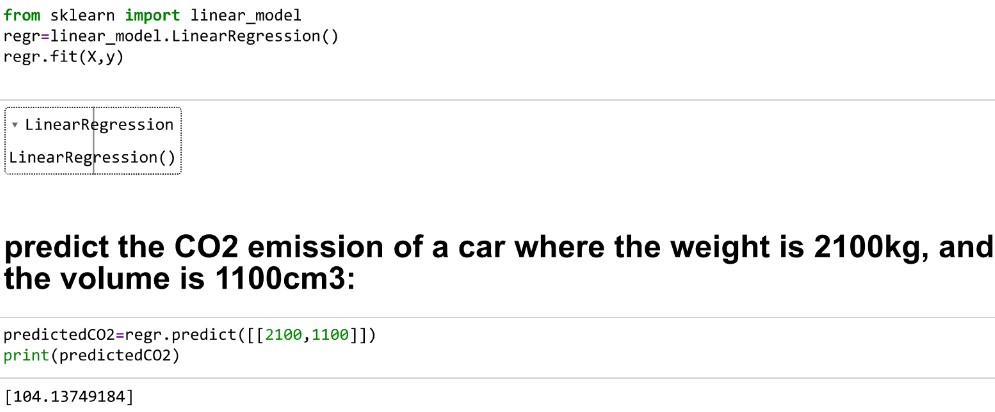 from sklearn import linear_model
regr=linear_model.LinearRegression()
regr.fit(X,y)
▾ LinearRegression
LinearRegression()
predict the CO2 emission of a car where the weight is 2100kg, and
the volume is 1100cm3:
predictedCO2=regr.predict([[2100,1100]])
print(predictedCO2)
[104.13749184]